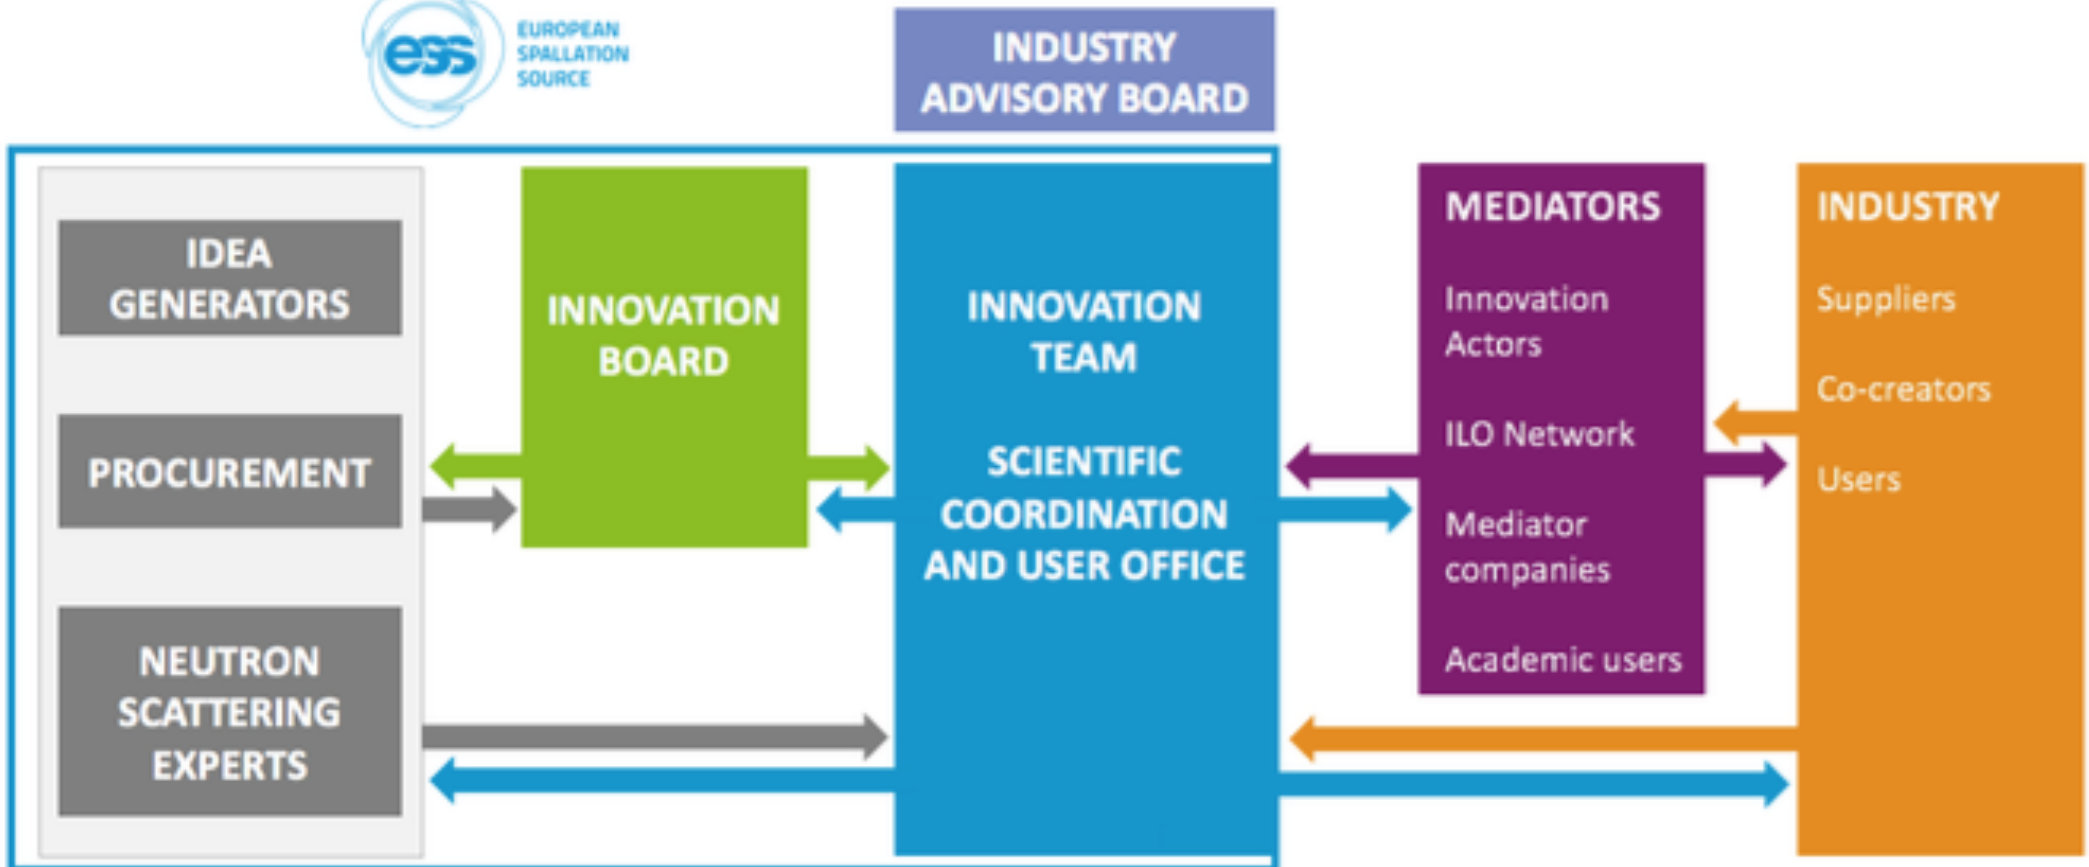 ess
EUROPEAN
SPALLATION
SOURCE
INDUSTRY
ADVISORY BOARD
IDEA
GENERATORS
PROCUREMENT
NEUTRON
SCATTERING
EXPERTS
INNOVATION
BOARD
INNOVATION
TEAM
SCIENTIFIC
COORDINATION
AND USER OFFICE
MEDIATORS
Innovation
Actors
ILO Network
Mediator
companies
Academic users
INDUSTRY
Suppliers
Co-creators
Users